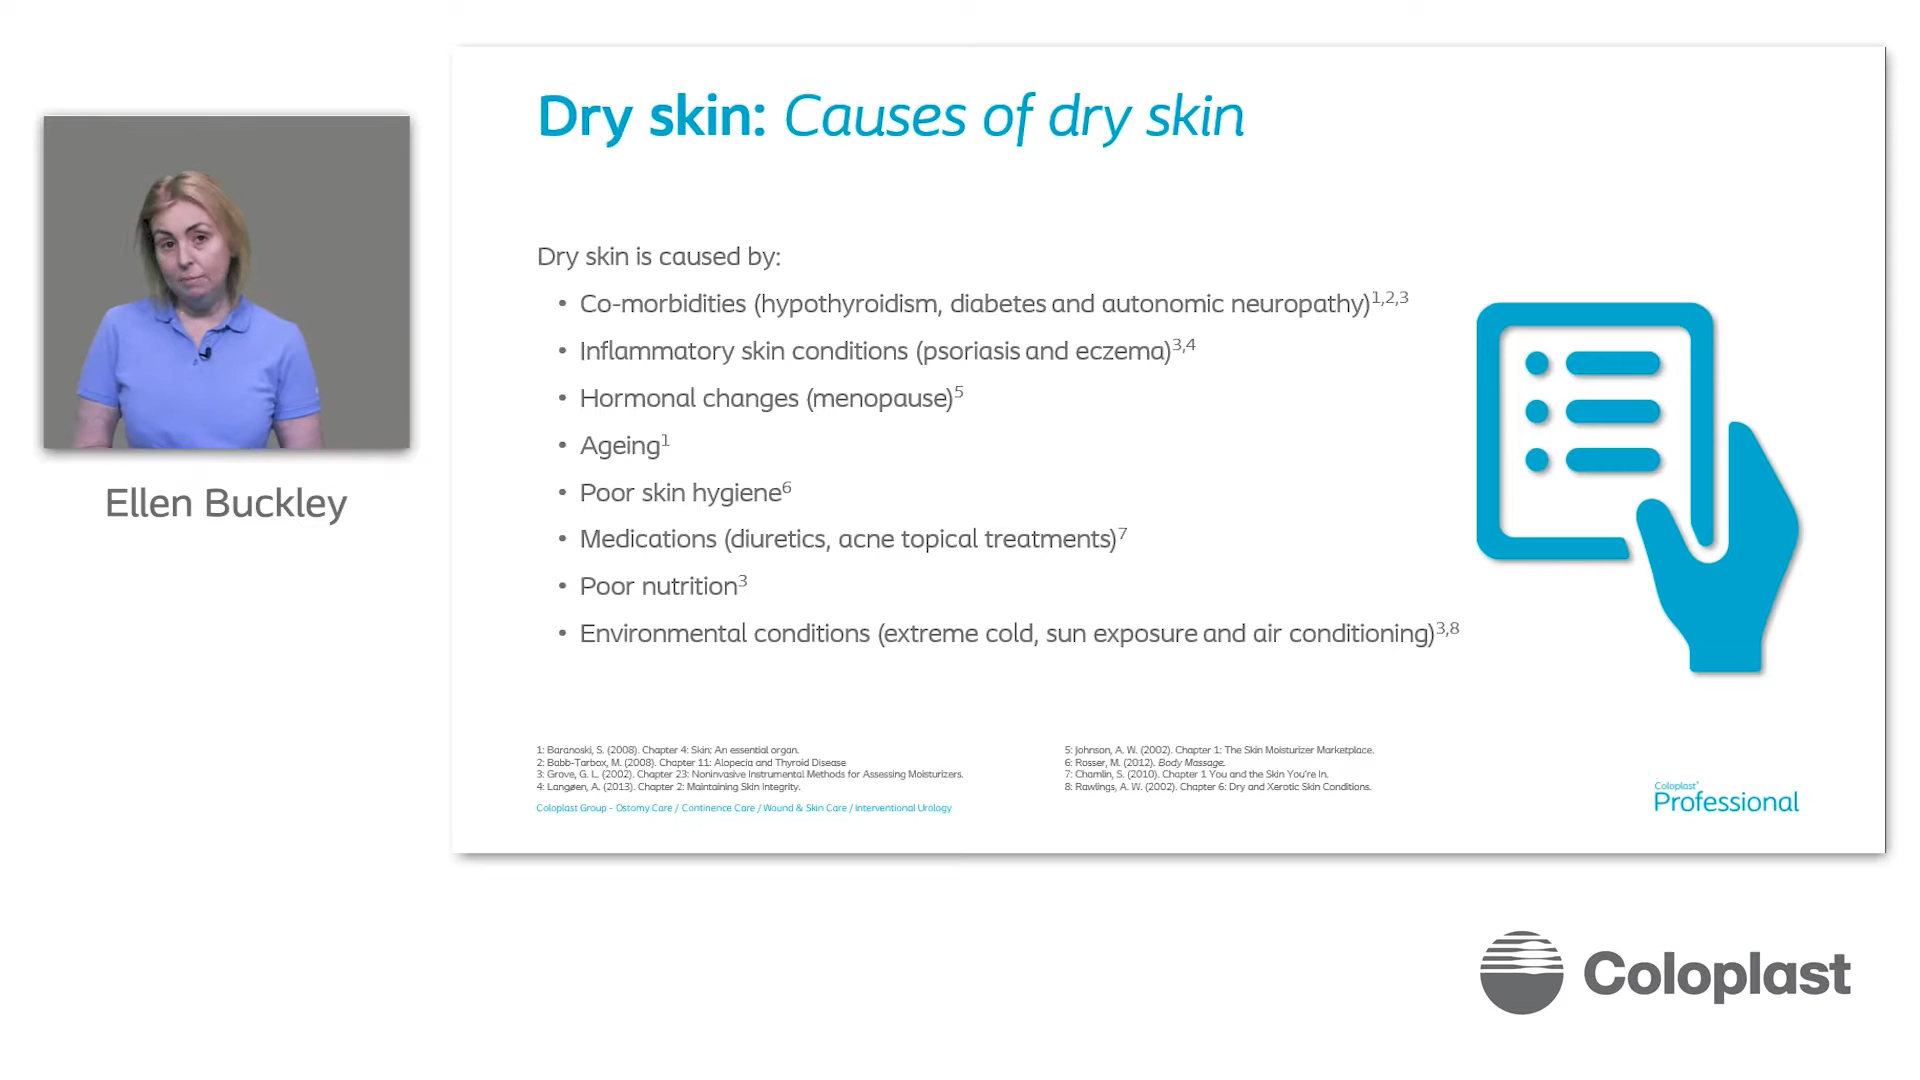 Dry skin: Causes of dry skin
Ellen Buckley
Dry skin is caused by:
• Co-morbidities (hypothyroidism, diabetes and autonomic neuropathy)1,2,3
• Inflammatory skin conditions (psoriasis and eczema)3,4
• Hormonal changes (menopause)5
• Ageing1
• Poor skin hygiene6
• Medications (diuretics, acne topical treatments)7
• Poor nutrition3
• Environmental conditions (extreme cold, sun exposure and air conditioning)3,8
1: Baranoski, S. (2008). Chapter 4: Skin: An essential organ.
2: Babb-Tarbox, M. (2008). Chapter 11: Alopecia and Thyroid Disease
3: Grove, G. L. (2002). Chapter 23: Noninvasive Instrumental Methods for Assessing Moisturizers.
4: Langøen, A. (2013). Chapter 2: Maintaining Skin Integrity.
5: Johnson, A. W. (2002). Chapter 1: The Skin Moisturizer Marketplace.
6: Rosser, M. (2012). Body Massage.
7: Chamlin, S. (2010). Chapter 1 You and the Skin You're In.
8: Rawlings, A. W. (2002). Chapter 6: Dry and Xerotic Skin Conditions.
Coloplast Group - Ostomy Care / Continence Care / Wound & Skin Care / Interventional Urology
Coloplast®
Professional
Coloplast